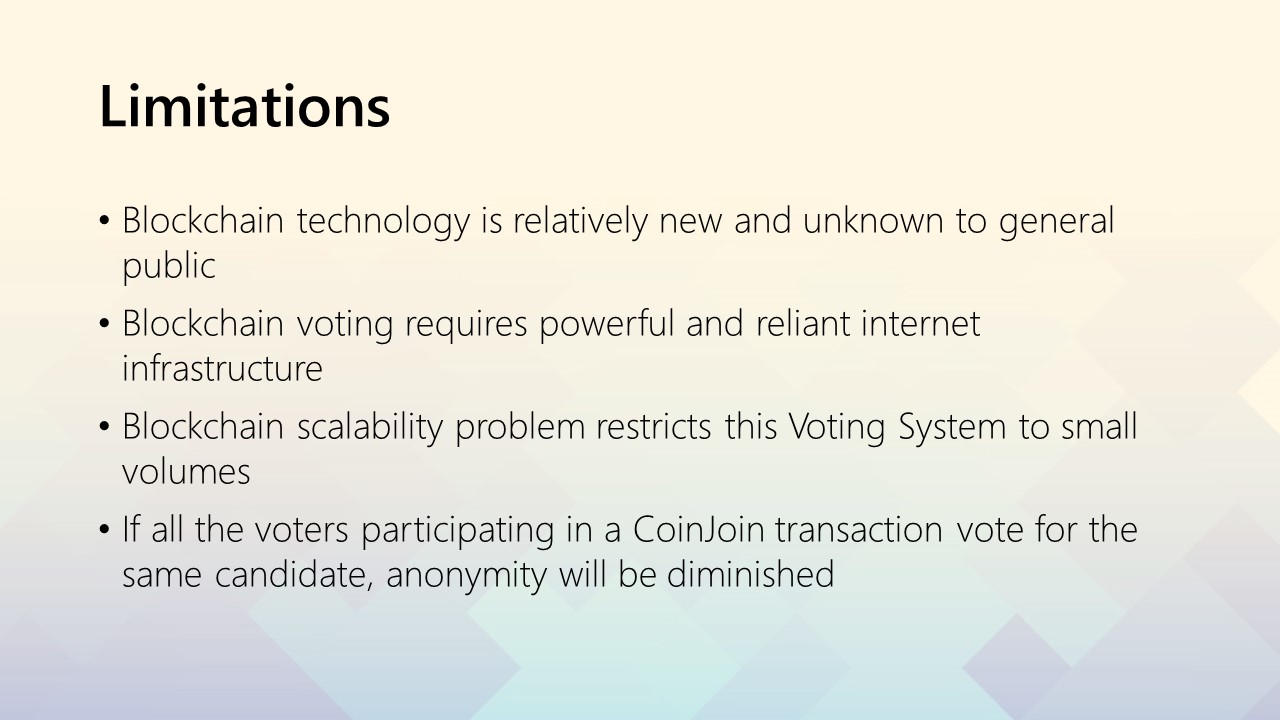 Limitations
• Blockchain technology is relatively new and unknown to general
public
• Blockchain voting requires powerful and reliant internet
infrastructure
• Blockchain scalability problem restricts this Voting System to small
volumes
• If all the voters participating in a CoinJoin transaction vote for the
same candidate, anonymity will be diminished